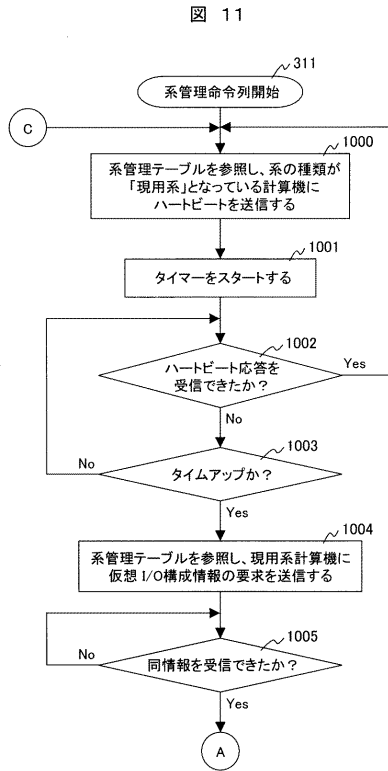 図 11
311
系管理命令列開始
C
1000
系管理テーブルを参照し、系の種類が
「現用系」となっている計算機に
ハートビートを送信する
1001
タイマーをスタートする
1002
ハートビート応答を
受信できたか？
Yes
No
1003
タイムアップか？
No
Yes
1004
系管理テーブルを参照し、現用系計算機に
仮想 I/O構成情報の要求を送信する
1005
同情報を受信できたか？
No
Yes
A